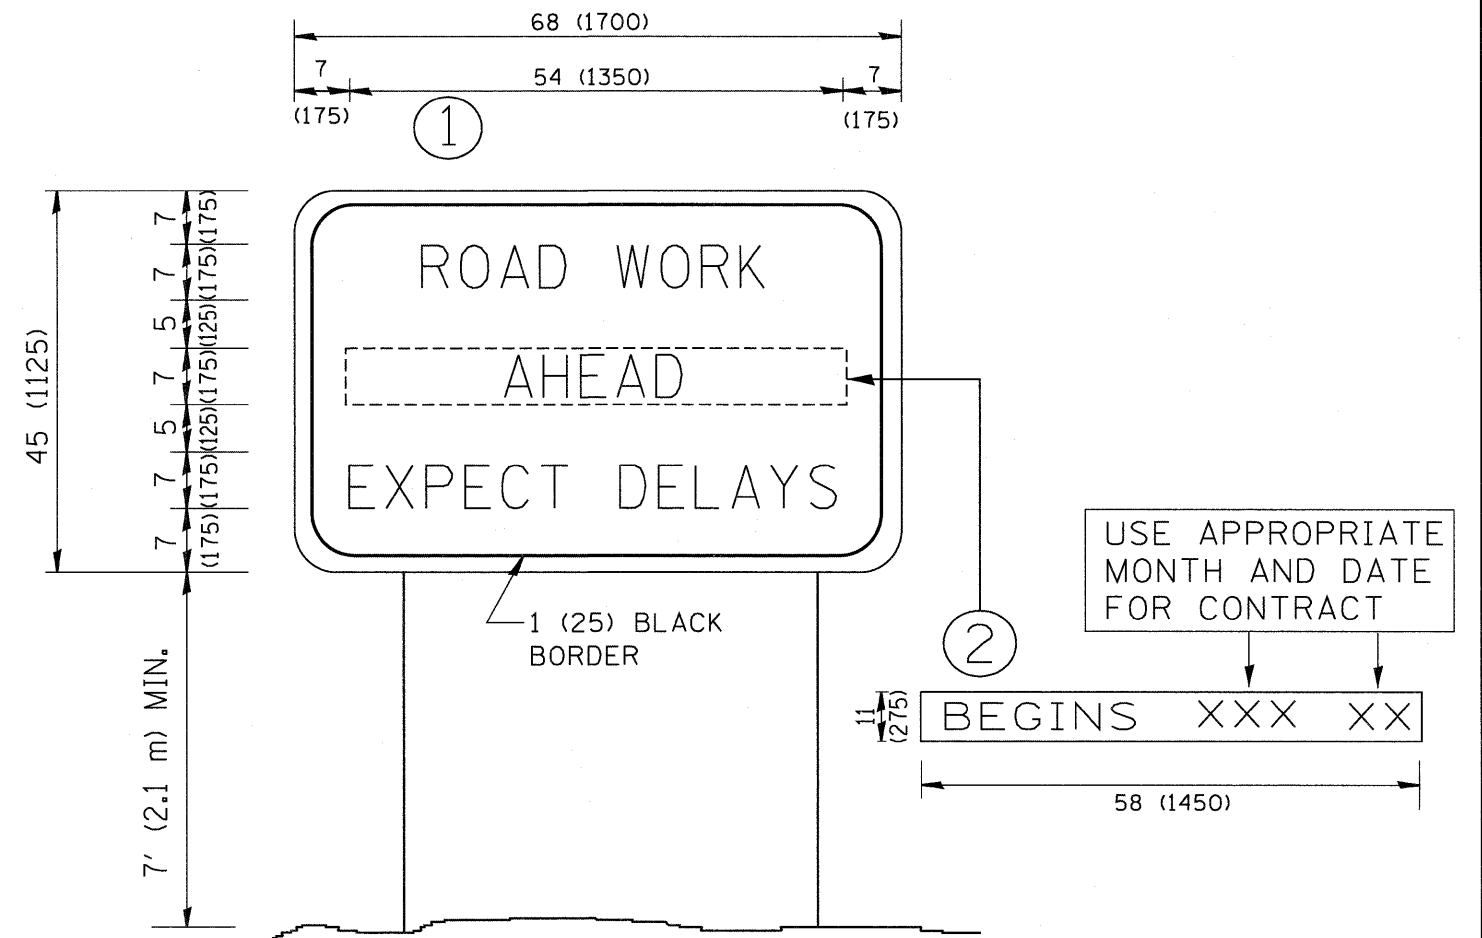 68 (1700)
7 54 (1350) 7
(175) (175)
1
7 (175)
7 (175)
5 (125)
7 (175)
5 (125)
7 (175)
7 (175)
45 (1125)
7' (2.1 m) MIN.
ROAD WORK
AHEAD
EXPECT DELAYS
1 (25) BLACK
BORDER
2
USE APPROPRIATE
MONTH AND DATE
FOR CONTRACT
11
(275)
BEGINS XXX XX
58 (1450)